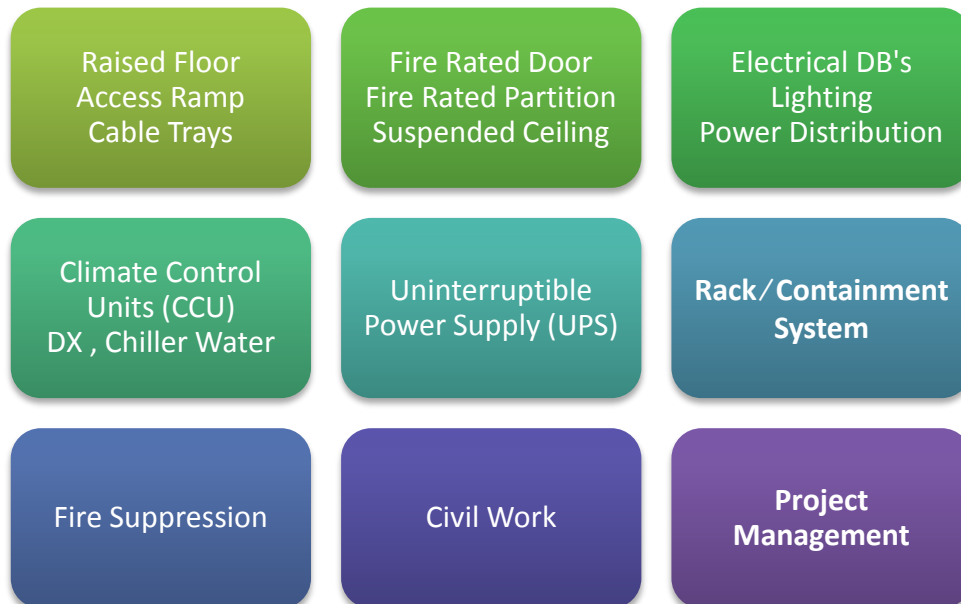 Raised Floor
Access Ramp
Cable Trays
Fire Rated Door
Fire Rated Partition
Suspended Ceiling
Electrical DB's
Lighting
Power Distribution
Climate Control
Units (CCU)
DX , Chiller Water
Uninterruptible
Power Supply (UPS)
Rack/Containment
System
Fire Suppression
Civil Work
Project
Management